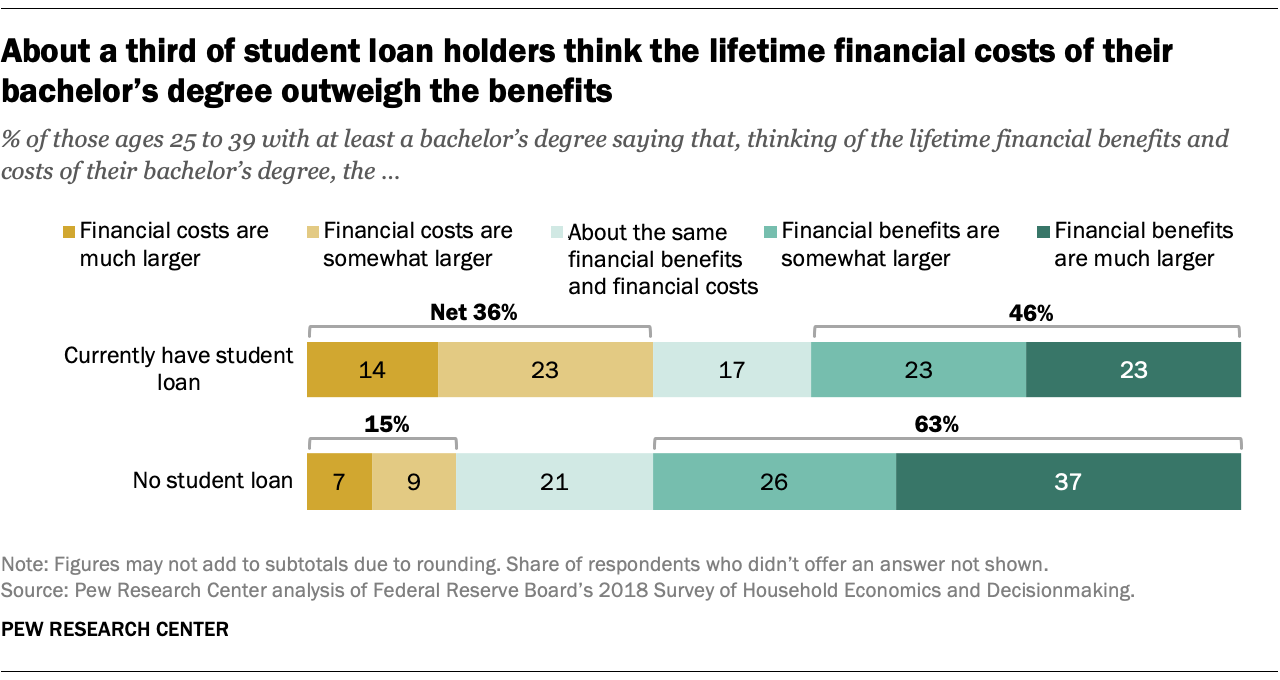 About a third of student loan holders think the lifetime financial costs of their
bachelor’s degree outweigh the benefits
% of those ages 25 to 39 with at least a bachelor’s degree saying that, thinking of the lifetime financial benefits and
costs of their bachelor’s degree, the ...
Financial costs are
much larger
Financial costs are
somewhat larger
About the same
financial benefits
and financial costs
Financial benefits are
somewhat larger
Financial benefits
are much larger
Net 36%
46%
Currently have student
loan
14
23
17
23
23
15%
63%
No student loan
7
9
21
26
37
Note: Figures may not add to subtotals due to rounding. Share of respondents who didn’t offer an answer not shown.
Source: Pew Research Center analysis of Federal Reserve Board’s 2018 Survey of Household Economics and Decisionmaking.
PEW RESEARCH CENTER